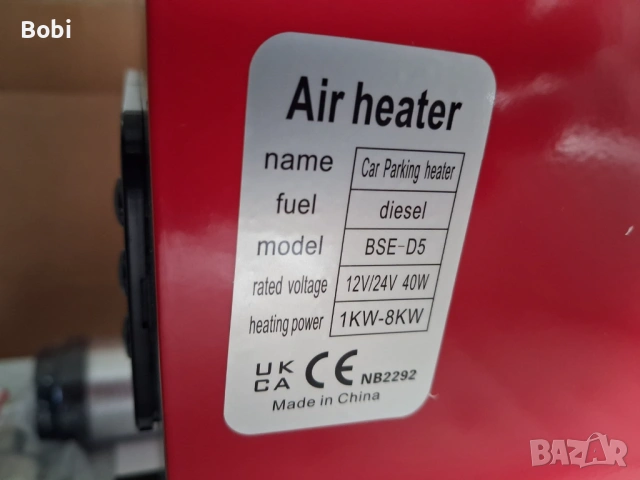 Bobi
Air heater
name Car Parking heater
fuel diesel
model BSE-D5
rated voltage 12V/24V 40W
heating power 1KW-8KW
UK
CA CE NB2292
Made in China
BAZAR